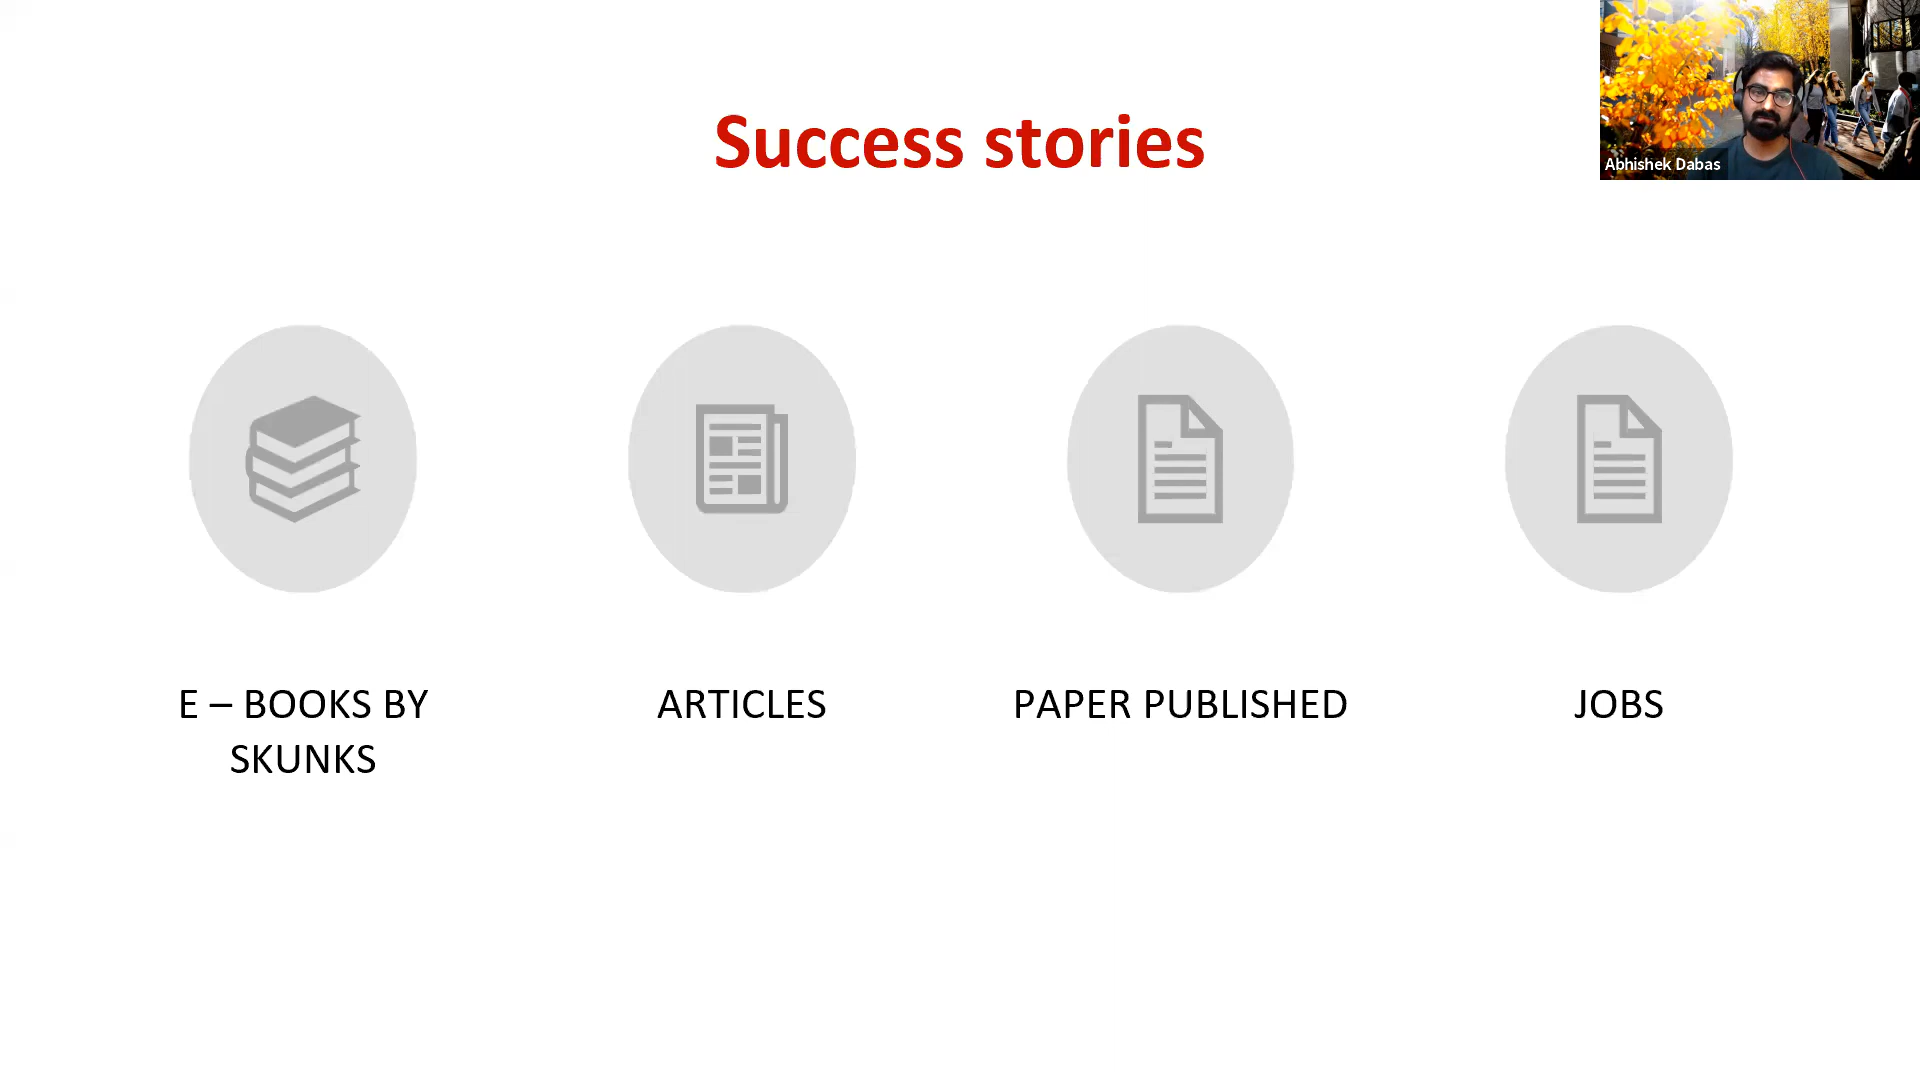 Success stories
Abhishek Dabas
E – BOOKS BY
SKUNKS
ARTICLES
PAPER PUBLISHED
JOBS